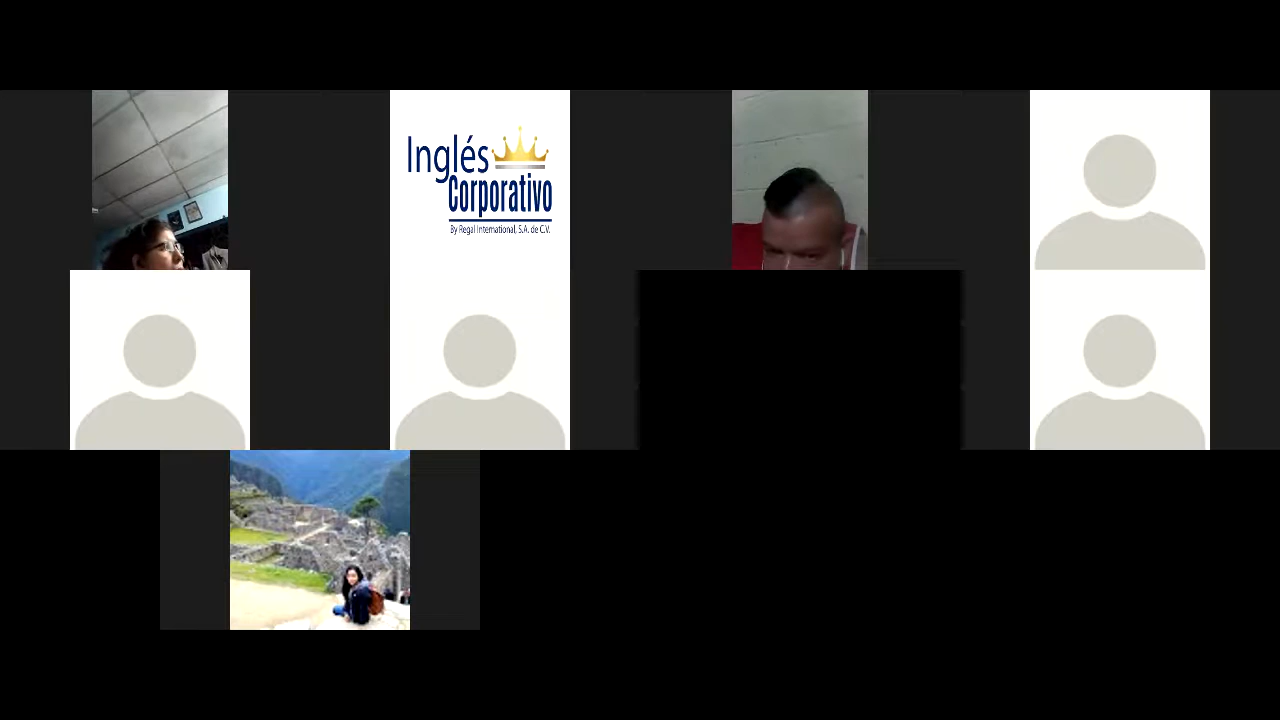 Inglés
Corporativo
By Regal International, S.A. de C.V.